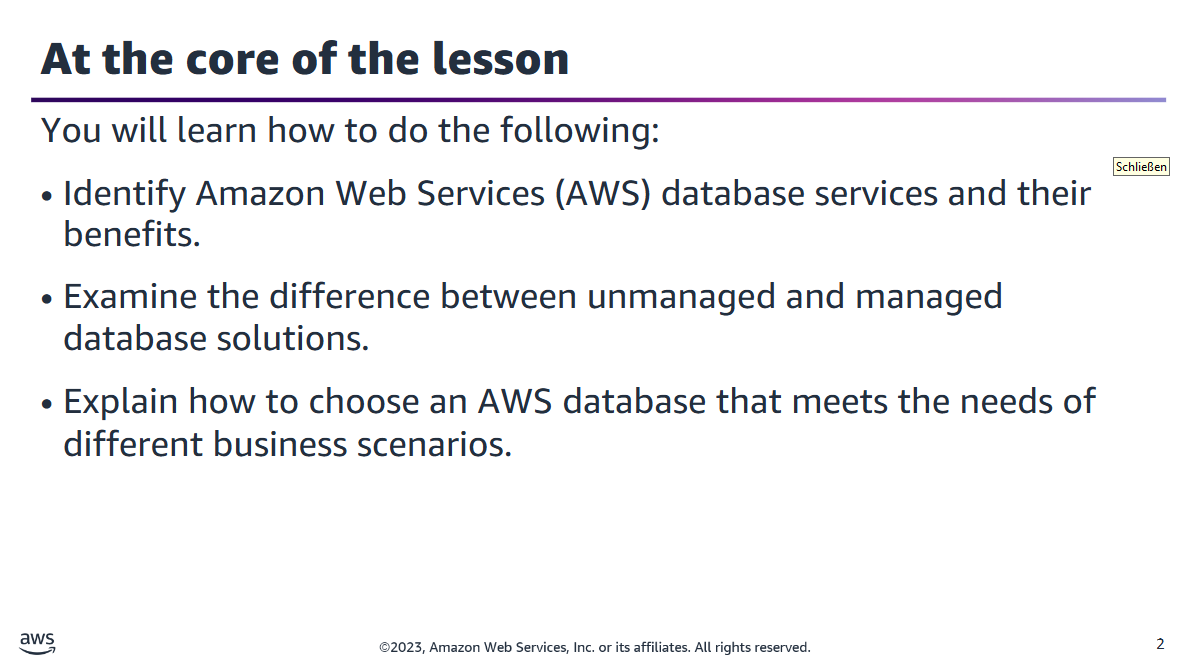 At the core of the lesson
You will learn how to do the following:
Schließen
• Identify Amazon Web Services (AWS) database services and their
benefits.
• Examine the difference between unmanaged and managed
database solutions.
• Explain how to choose an AWS database that meets the needs of
different business scenarios.
aws
©2023, Amazon Web Services, Inc. or its affiliates. All rights reserved.
2